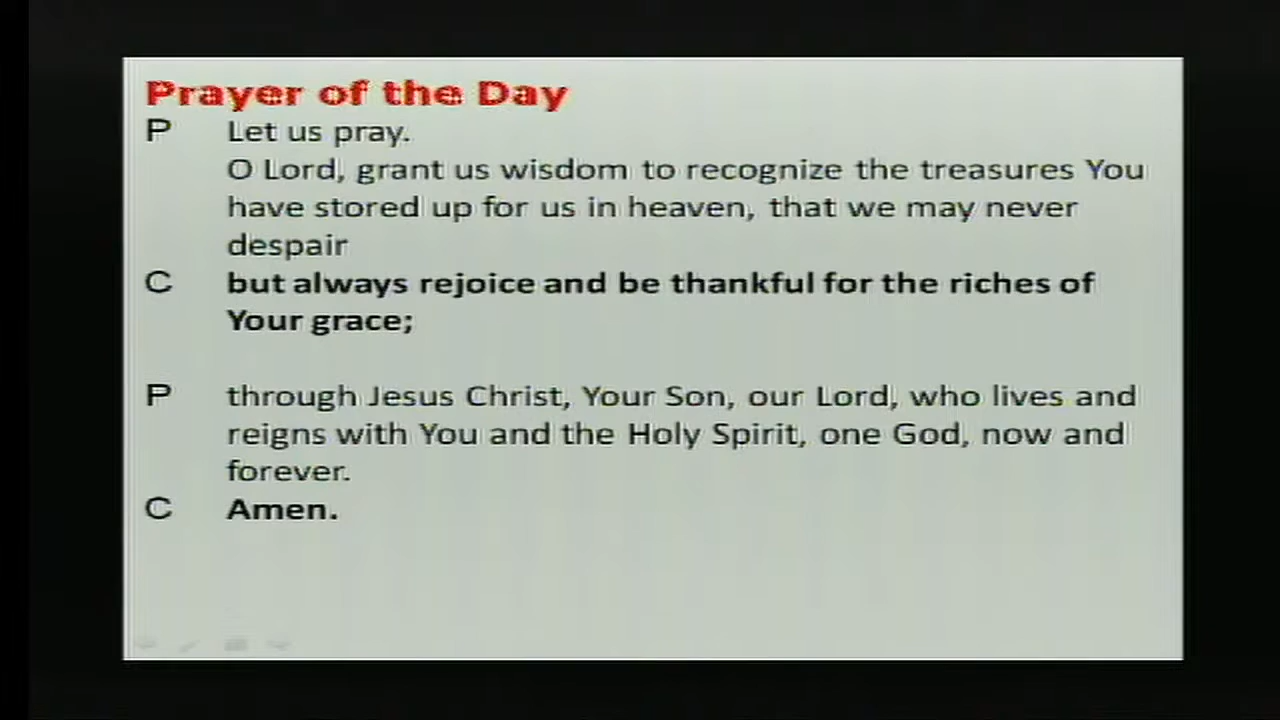 Prayer of the Day
P Let us pray.
O Lord, grant us wisdom to recognize the treasures You
have stored up for us in heaven, that we may never
despair
C but always rejoice and be thankful for the riches of
Your grace;
P through Jesus Christ, Your Son, our Lord, who lives and
reigns with You and the Holy Spirit, one God, now and
forever.
C Amen.